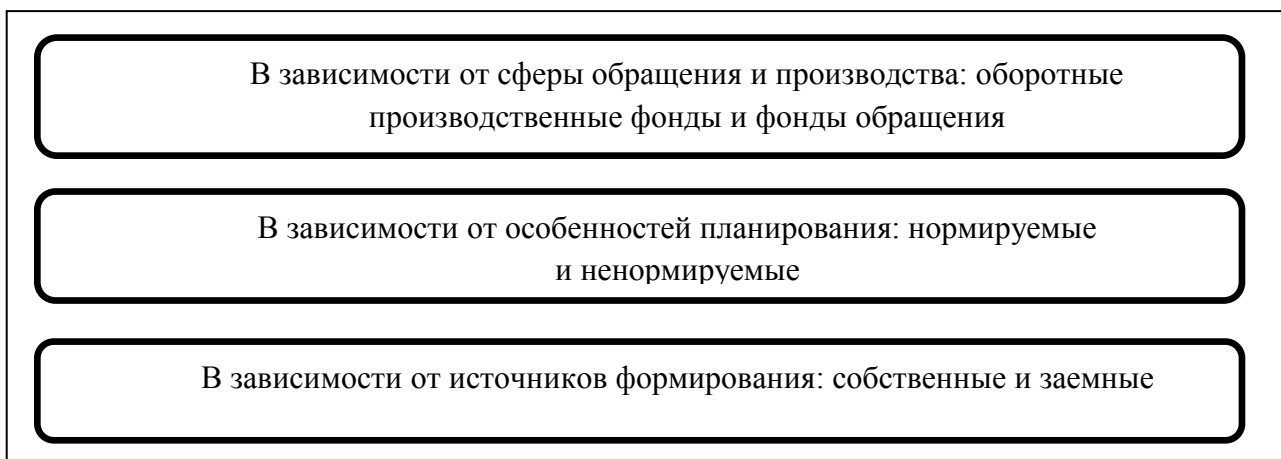 В зависимости от сферы обращения и производства: оборотные
производственные фонды и фонды обращения
В зависимости от особенностей планирования: нормируемые
и ненормируемые
В зависимости от источников формирования: собственные и заемные